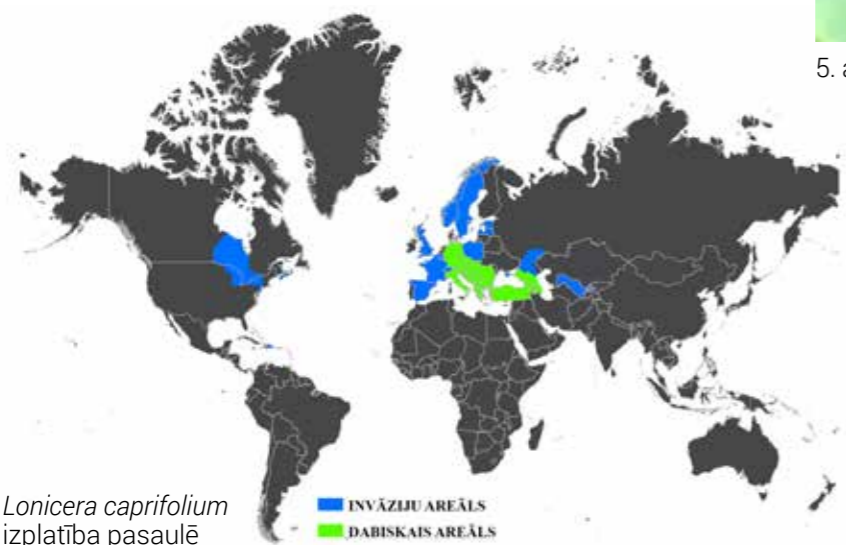 5. a
Lonicera caprifolium
izplatība pasaulē
INVĀZIJU AREĀLS
DABISKAIS AREĀLS